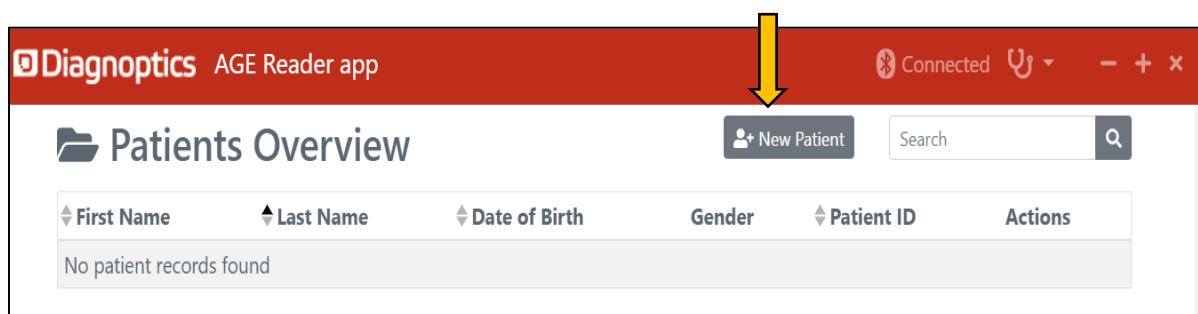 Diagnoptics AGE Reader app Connected
Patients Overview New Patient Search
First Name Last Name Date of Birth Gender Patient ID Actions
No patient records found